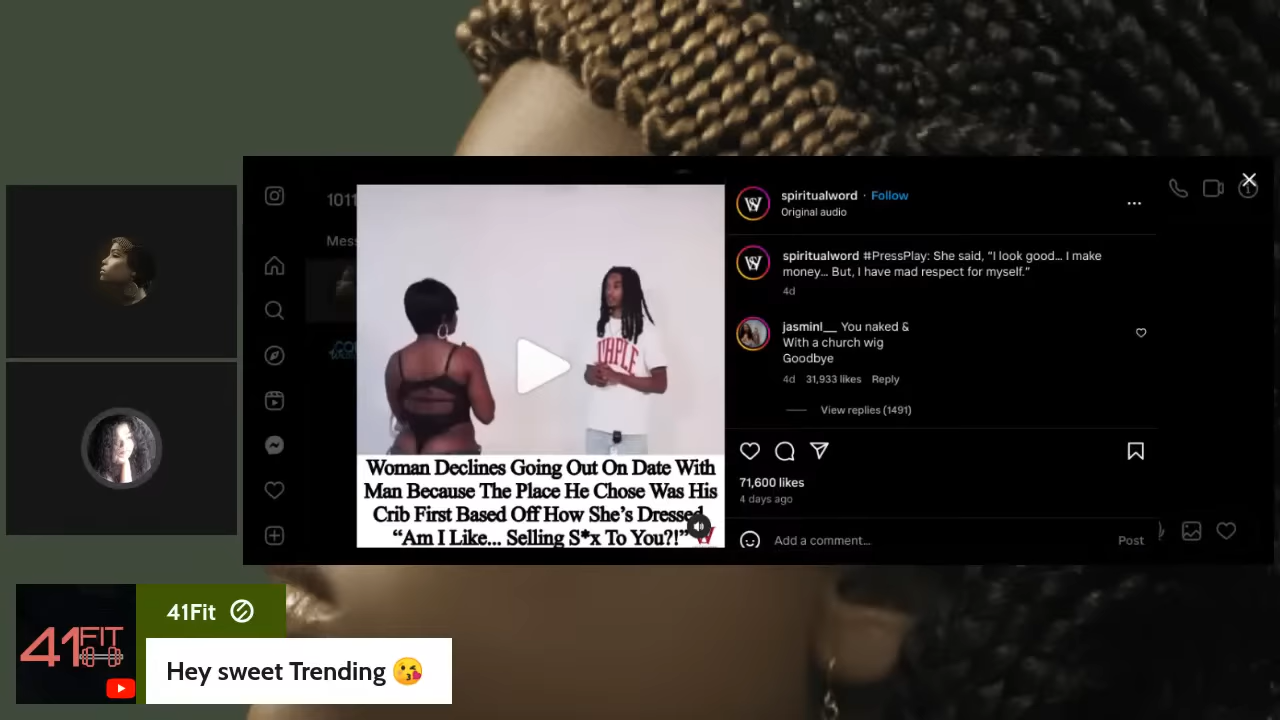 1011
Mess
Woman Declines Going Out On Date With
Man Because The Place He Chose Was His
Crib First Based Off How She's Dressed
"Am I Like... Selling S*x To You?!"
PURPLE
spiritualword · Follow
Original audio
spiritualword #PressPlay: She said, "I look good... I make
money... But, I have mad respect for myself."
4d
jasminl__ You naked &
With a church wig
Goodbye
4d 31,933 likes Reply
View replies (1491)
71,600 likes
4 days ago
Add a comment... Post
41FIT
41Fit
Hey sweet Trending 😘